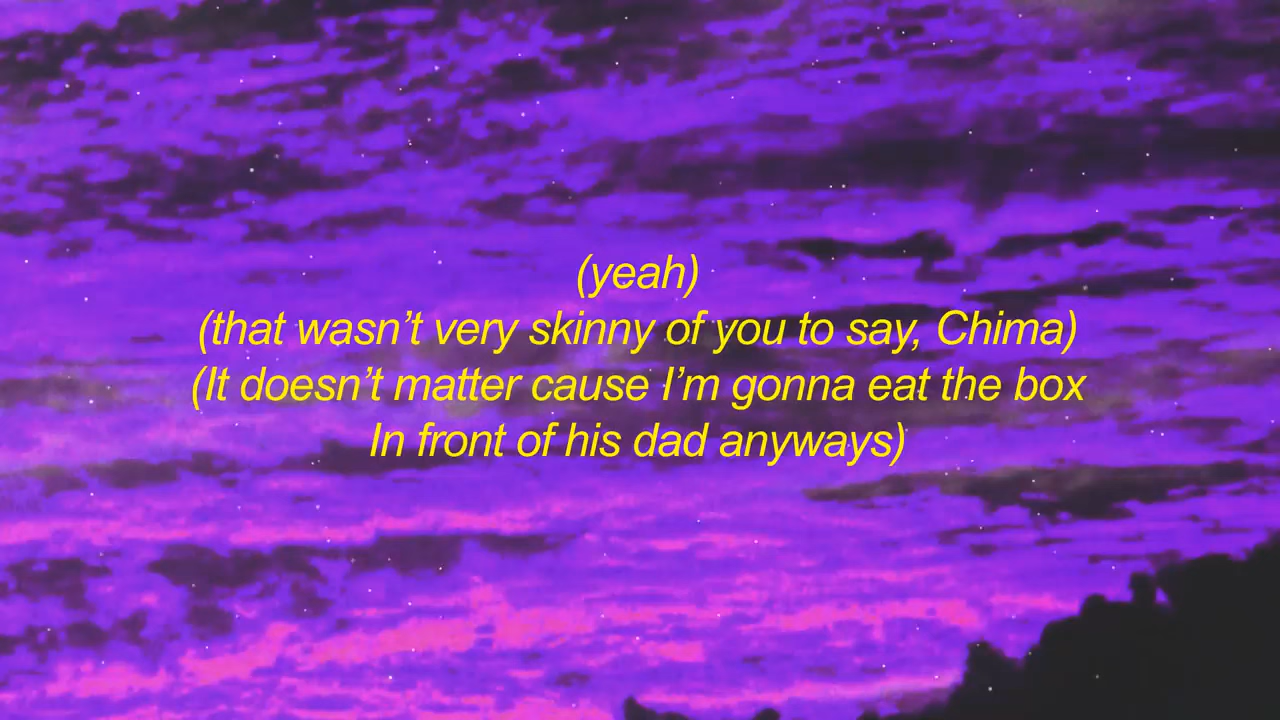 (yeah)
(that wasn’t very skinny of you to say, Chima)
(It doesn’t matter cause I’m gonna eat the box
In front of his dad anyways)